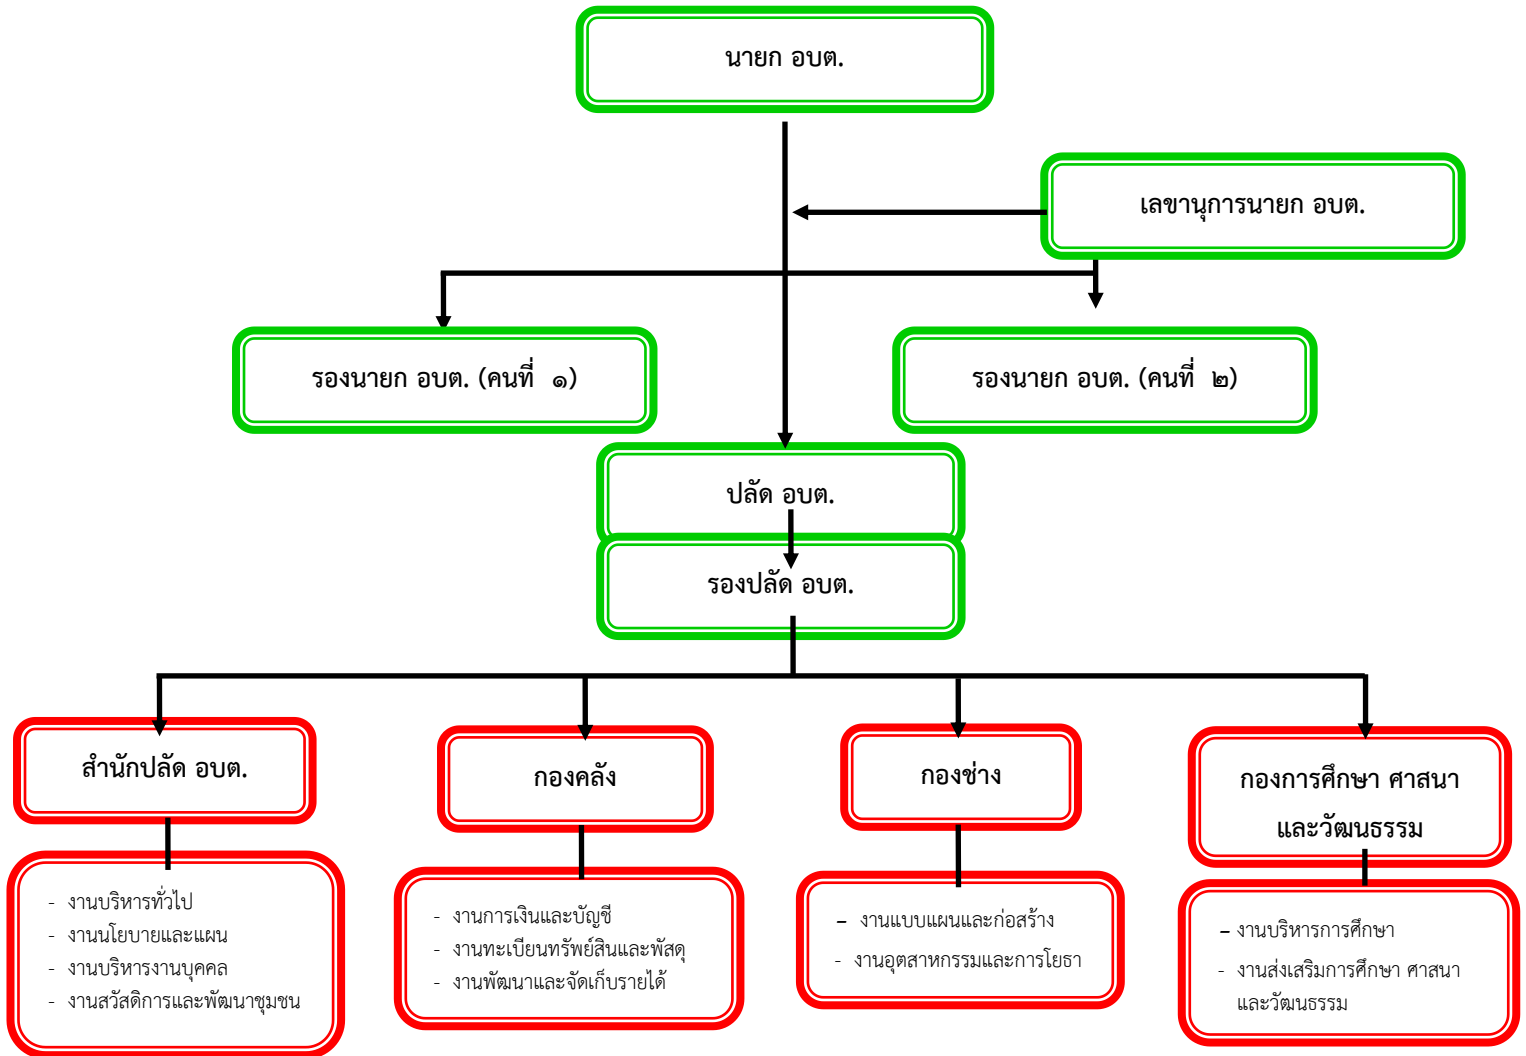 นายก อบต.
เลขานุการนายก อบต.
รองนายก อบต. (คนที่ ๑)
รองนายก อบต. (คนที่ ๒)
ปลัด อบต.
รองปลัด อบต.
สำนักปลัด อบต.
- งานบริหารทั่วไป
- งานนโยบายและแผน
- งานบริหารงานบุคคล
- งานสวัสดิการและพัฒนาชุมชน
กองคลัง
- งานการเงินและบัญชี
- งานทะเบียนทรัพย์สินและพัสดุ
- งานพัฒนาและจัดเก็บรายได้
กองช่าง
– งานแบบแผนและก่อสร้าง
- งานอุตสาหกรรมและการโยธา
กองการศึกษา ศาสนา
และวัฒนธรรม
– งานบริหารการศึกษา
- งานส่งเสริมการศึกษา ศาสนา
และวัฒนธรรม